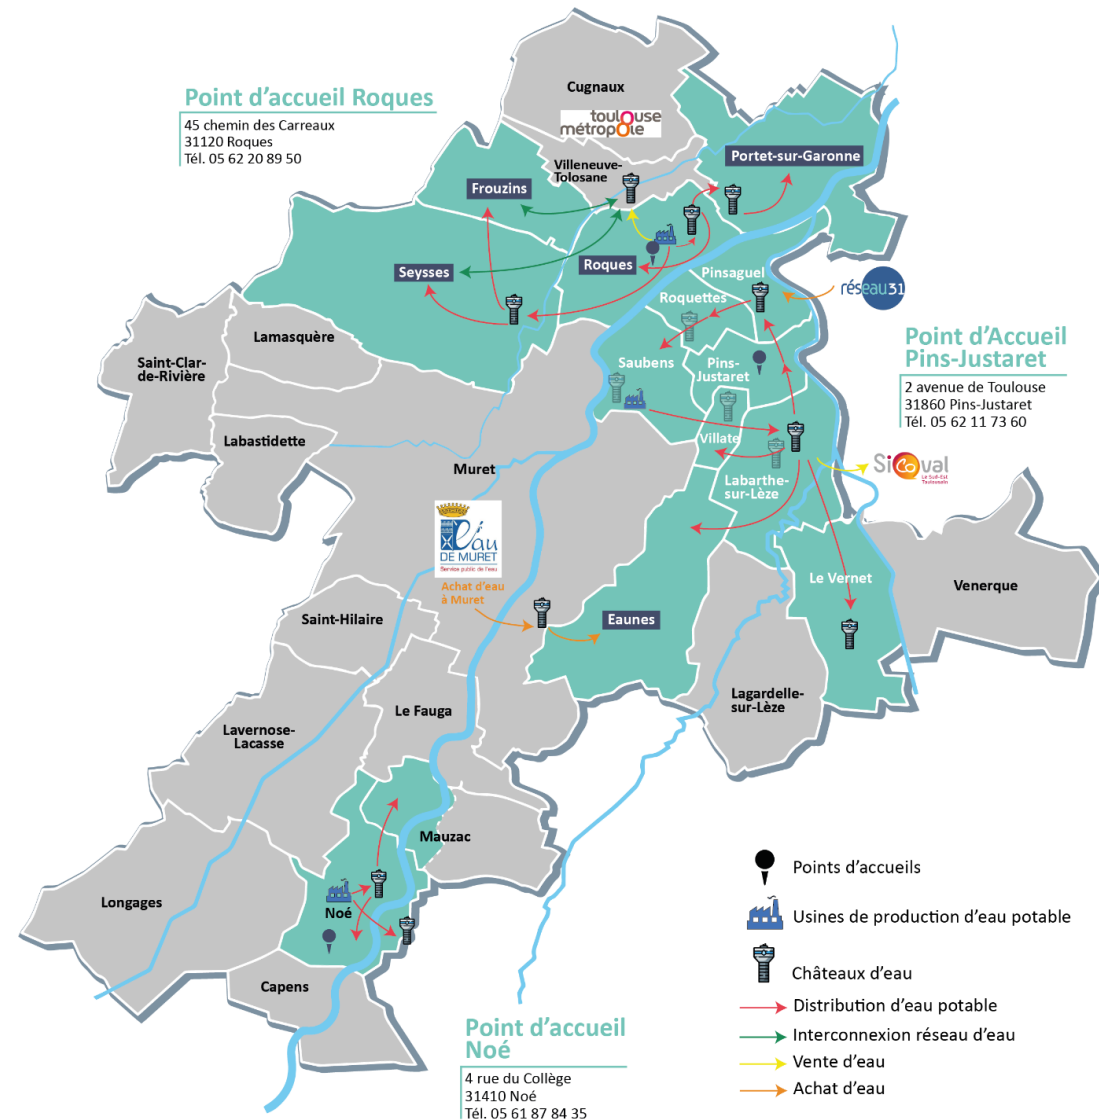 Point d'accueil Roques
45 chemin des Carreaux
31120 Roques
Tél. 05 62 20 89 50
Cugnaux
toulouse
métropole
Villeneuve-
Tolosane
Portet-sur-Garonne
Frouzins
Roques
Seysses
Pinsaguel
réseau31
Roquettes
Point d'Accueil
Pins-Justaret
2 avenue de Toulouse
31860 Pins-Justaret
Tél. 05 62 11 73 60
Lamasquère
Saint-Clar-
de-Rivière
Saubens
Pins-
Justaret
Labastidette
Villate
Muret
Sicoval
Le Sud-Est
Toulousain
Labarthe-
sur-Lèze
l'éau
DE MURET
Service public de l'eau
Achat d'eau
à Muret
Le Vernet
Venerque
Saint-Hilaire
Eaunes
Lagardelle-
sur-Lèze
Le Fauga
Lavernose-
Lacasse
Mauzac
Longages
Noé
Capens
Points d'accueils
Usines de production d'eau potable
Châteaux d'eau
Distribution d'eau potable
Interconnexion réseau d'eau
Vente d'eau
Achat d'eau
Point d'accueil
Noé
4 rue du Collège
31410 Noé
Tél. 05 61 87 84 35